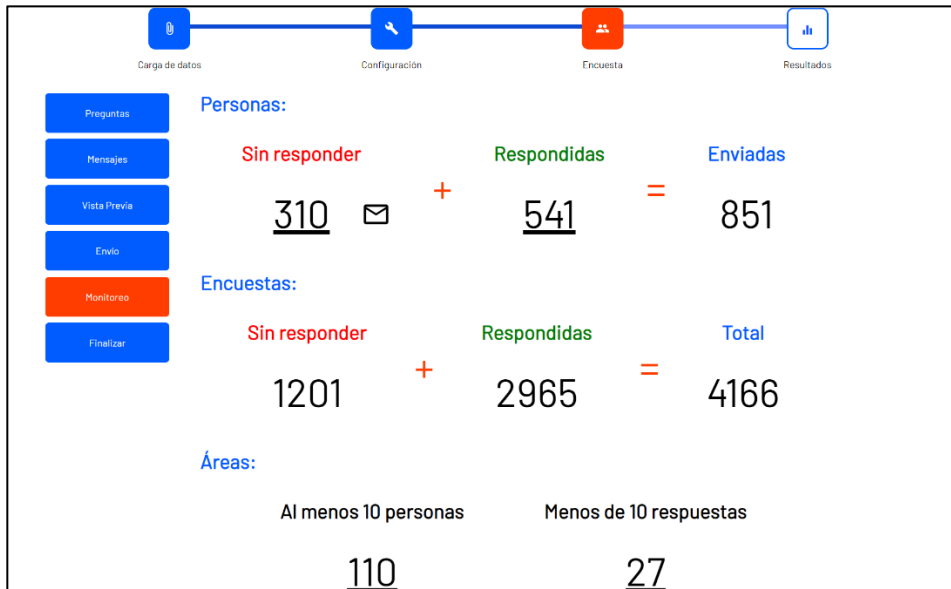 Carga de datos
Configuración
Encuesta
Resultados
Preguntas
Mensajes
Vista Previa
Envío
Monitoreo
Finalizar
Personas:
Sin responder + Respondidas = Enviadas
310 541 851
Encuestas:
Sin responder + Respondidas = Total
1201 2965 4166
Áreas:
Al menos 10 personas Menos de 10 respuestas
110 27